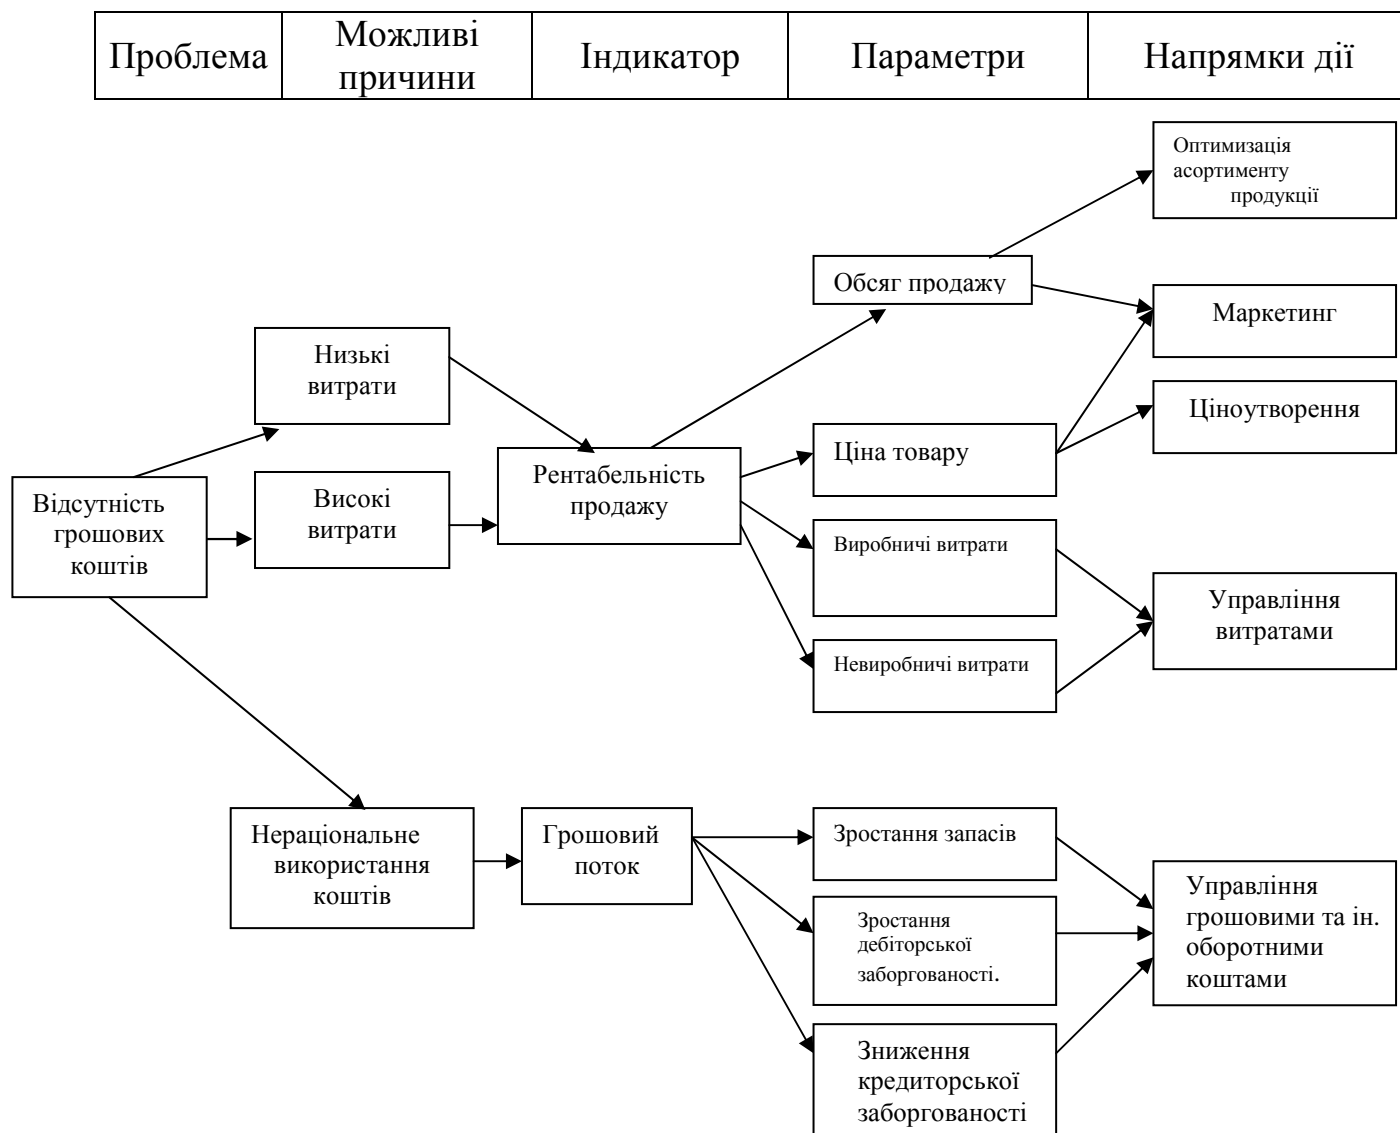 Проблема
Можливі
причини
Індикатор
Параметри
Напрямки дії
Оптимизація
асортименту
продукції
Обсяг продажу
Маркетинг
Низькі
витрати
Ціноутворення
Ціна товару
Рентабельність
продажу
Відсутність
грошових
коштів
Високі
витрати
Виробничі витрати
Управління
витратами
Невиробничі витрати
Нераціональне
використання
коштів
Грошовий
поток
Зростання запасів
Управління
грошовими та ін.
оборотними
коштами
Зростання
дебіторської
заборгованості.
Зниження
кредиторської
заборгованості